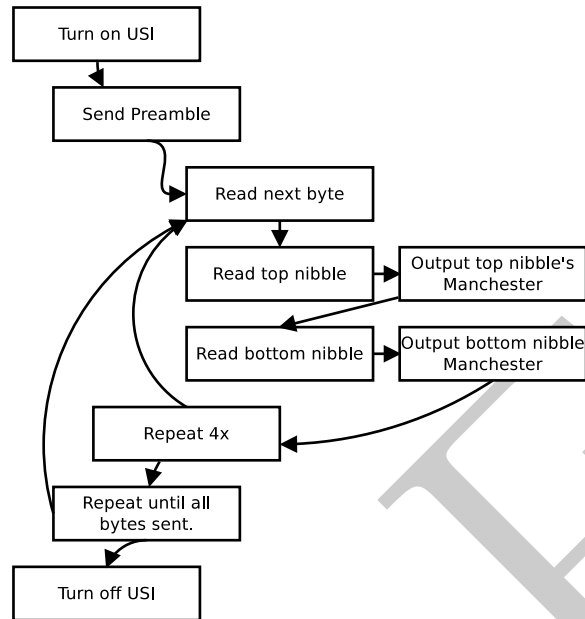 Turn on USI
Send Preamble
Read next byte
Read top nibble
Output top nibble's
Manchester
Read bottom nibble
Output bottom nibble
Manchester
Repeat 4x
Repeat until all
bytes sent.
Turn off USI